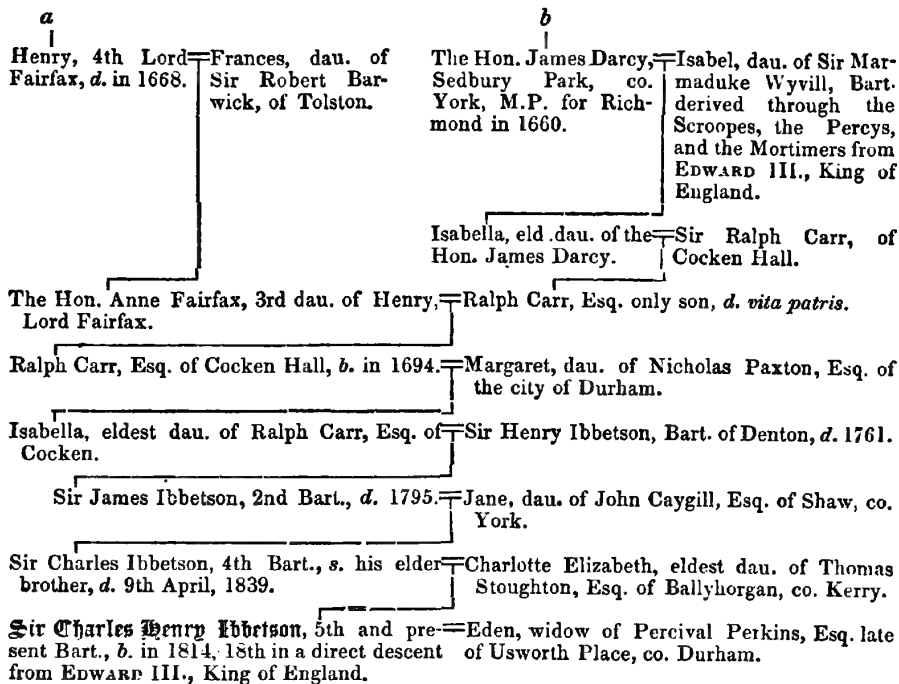 a
b
Henry, 4th Lord
Fairfax, d. in 1668.
Frances, dau. of
Sir Robert Bar-
wick, of Tolston.
The Hon. James Darcy,
Sedbury Park, co.
York, M.P. for Rich-
mond in 1660.
Isabel, dau. of Sir Mar-
maduke Wyvill, Bart.
derived through the
Scroopes, the Percys,
and the Mortimers from
EDWARD III., King of
England.
Isabella, eld. dau. of the
Hon. James Darcy.
Sir Ralph Carr, of
Cocken Hall.
The Hon. Anne Fairfax, 3rd dau. of Henry,
Lord Fairfax.
Ralph Carr, Esq. only son, d. vita patris.
Ralph Carr, Esq. of Cocken Hall, b. in 1694.
Margaret, dau. of Nicholas Paxton, Esq. of
the city of Durham.
Isabella, eldest dau. of Ralph Carr, Esq. of
Cocken.
Sir Henry Ibbetson, Bart. of Denton, d. 1761.
Sir James Ibbetson, 2nd Bart., d. 1795.
Jane, dau. of John Caygill, Esq. of Shaw, co.
York.
Sir Charles Ibbetson, 4th Bart., s. his elder
brother, d. 9th April, 1839.
Charlotte Elizabeth, eldest dau. of Thomas
Stoughton, Esq. of Ballyhorgan, co. Kerry.
Sir Charles Henry Ibbetson, 5th and pre-
sent Bart., b. in 1814, 18th in a direct descent
from EDWARD III., King of England.
Eden, widow of Percival Perkins, Esq. late
of Usworth Place, co. Durham.